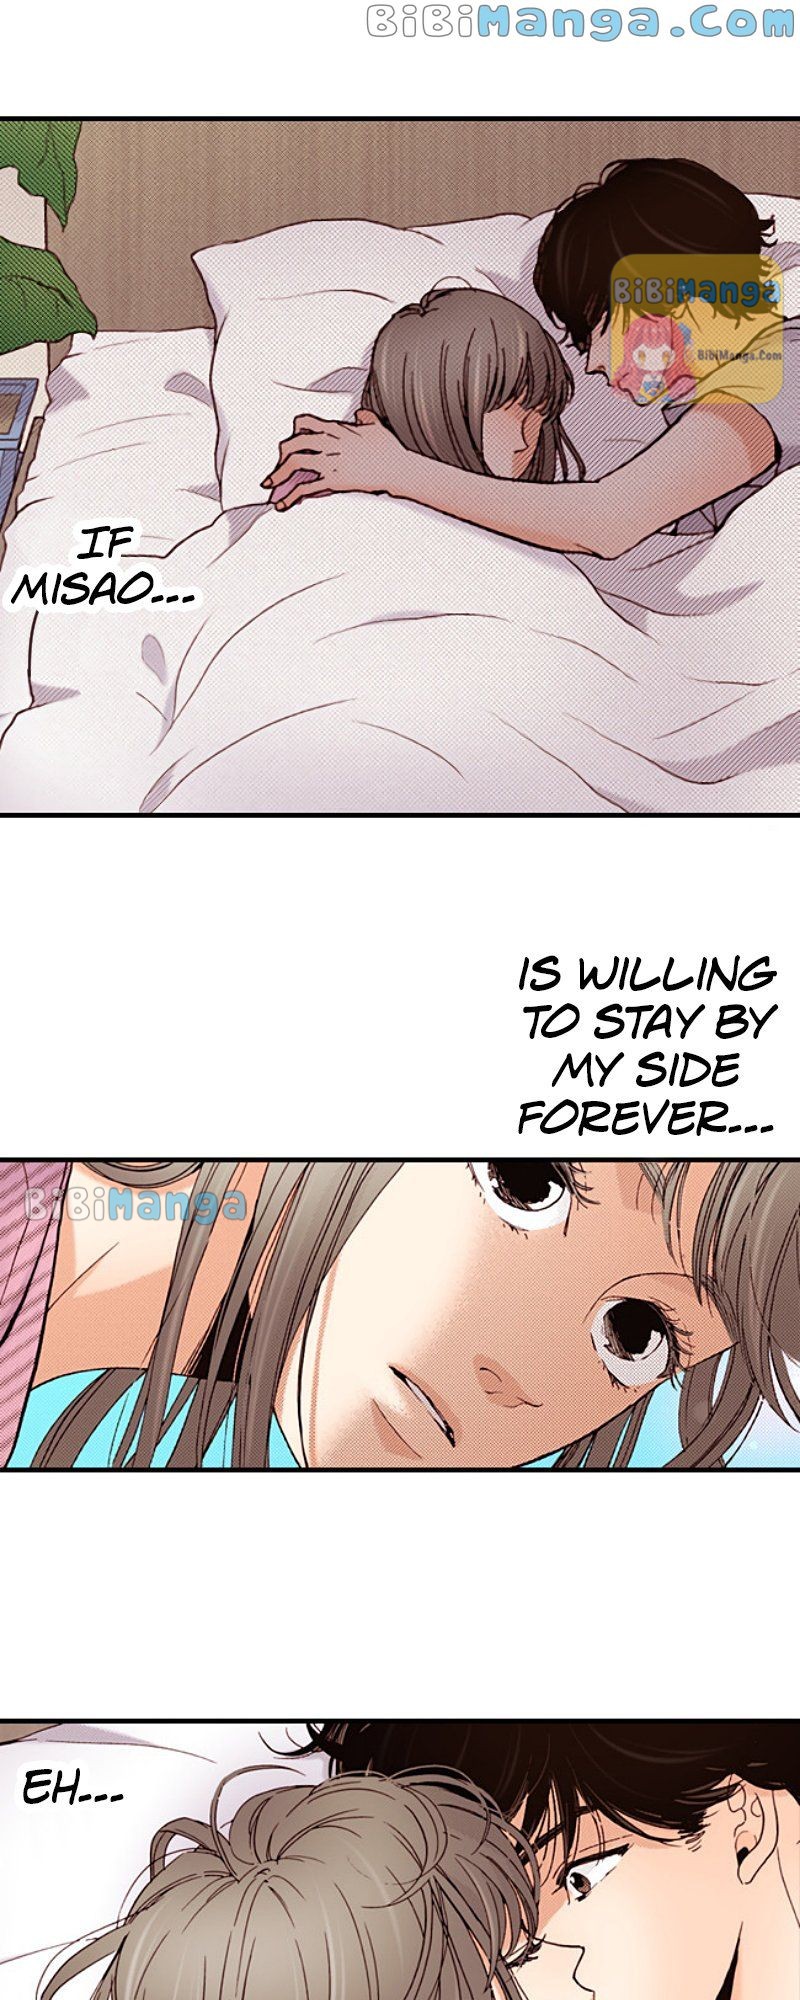 BiBiManga.Com
BiBiManga
BibiManga.Com
IF
MISAO...
IS WILLING
TO STAY BY
MY SIDE
FOREVER...
BiBiManga
EH...